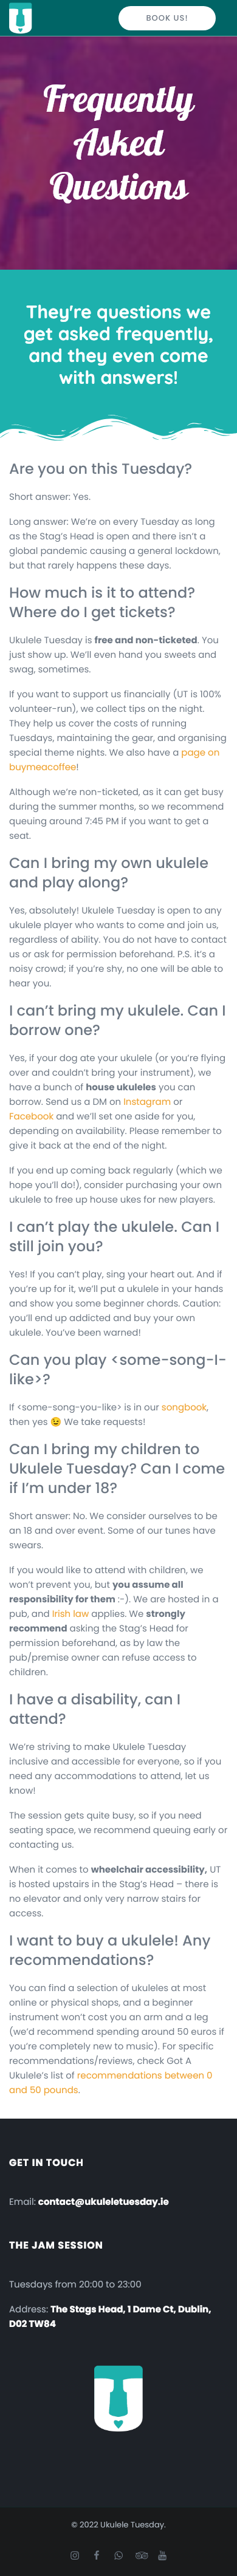 BOOK US!
Frequently
Asked
Questions
They're questions we
get asked frequently,
and they even come
with answers!
Are you on this Tuesday?
Short answer: Yes.
Long answer: We're on every Tuesday as long
as the Stag's Head is open and there isn't a
global pandemic causing a general lockdown,
but that rarely happens these days.
How much is it to attend?
Where do I get tickets?
Ukulele Tuesday is free and non-ticketed. You
just show up. We'll even hand you sweets and
swag, sometimes.
If you want to support us financially (UT is 100%
volunteer-run), we collect tips on the night.
They help us cover the costs of running
Tuesdays, maintaining the gear, and organising
special theme nights. We also have a page on
buymeacoffee!
Although we're non-ticketed, as it can get busy
during the summer months, so we recommend
queuing around 7:45 PM if you want to get a
seat.
Can I bring my own ukulele
and play along?
Yes, absolutely! Ukulele Tuesday is open to any
ukulele player who wants to come and join us,
regardless of ability. You do not have to contact
us or ask for permission beforehand. P.S. it's a
noisy crowd; if you're shy, no one will be able to
hear you.
I can't bring my ukulele. Can I
borrow one?
Yes, if your dog ate your ukulele (or you're flying
over and couldn't bring your instrument), we
have a bunch of house ukuleles you can
borrow. Send us a DM on Instagram or
Facebook and we'll set one aside for you,
depending on availability. Please remember to
give it back at the end of the night.
If you end up coming back regularly (which we
hope you'll do!), consider purchasing your own
ukulele to free up house ukes for new players.
I can't play the ukulele. Can I
still join you?
Yes! If you can't play, sing your heart out. And if
you're up for it, we'll put a ukulele in your hands
and show you some beginner chords. Caution:
you'll end up addicted and buy your own
ukulele. You've been warned!
Can you play <some-song-I-
like>?
If <some-song-you-like> is in our songbook,
then yes 😉 We take requests!
Can I bring my children to
Ukulele Tuesday? Can I come
if I'm under 18?
Short answer: No. We consider ourselves to be
an 18 and over event. Some of our tunes have
swears.
If you would like to attend with children, we
won't prevent you, but you assume all
responsibility for them :-). We are hosted in a
pub, and Irish law applies. We strongly
recommend asking the Stag's Head for
permission beforehand, as by law the
pub/premise owner can refuse access to
children.
I have a disability, can I
attend?
We're striving to make Ukulele Tuesday
inclusive and accessible for everyone, so if you
need any accommodations to attend, let us
know!
The session gets quite busy, so if you need
seating space, we recommend queuing early or
contacting us.
When it comes to wheelchair accessibility, UT
is hosted upstairs in the Stag's Head – there is
no elevator and only very narrow stairs for
access.
I want to buy a ukulele! Any
recommendations?
You can find a selection of ukuleles at most
online or physical shops, and a beginner
instrument won't cost you an arm and a leg
(we'd recommend spending around 50 euros if
you're completely new to music). For specific
recommendations/reviews, check Got A
Ukulele's list of recommendations between 0
and 50 pounds.
GET IN TOUCH
Email: contact@ukuleletuesday.ie
THE JAM SESSION
Tuesdays from 20:00 to 23:00
Address: The Stags Head, 1 Dame Ct, Dublin,
D02 TW84
© 2022 Ukulele Tuesday.